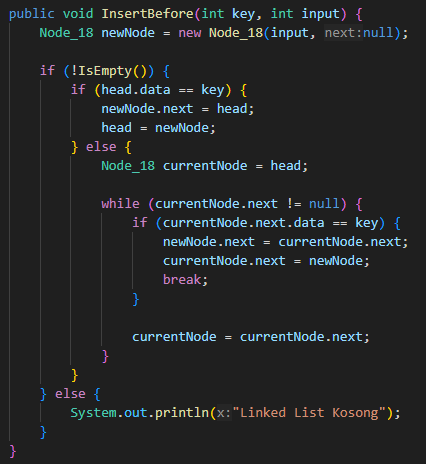 public void InsertBefore(int key, int input) {
    Node_18 newNode = new Node_18(input, next:null);

    if (!IsEmpty()) {
        if (head.data == key) {
            newNode.next = head;
            head = newNode;
        } else {
            Node_18 currentNode = head;

            while (currentNode.next != null) {
                if (currentNode.next.data == key) {
                    newNode.next = currentNode.next;
                    currentNode.next = newNode;
                    break;
                }

                currentNode = currentNode.next;
            }
        }
    } else {
        System.out.println(x:"Linked List Kosong");
    }
}